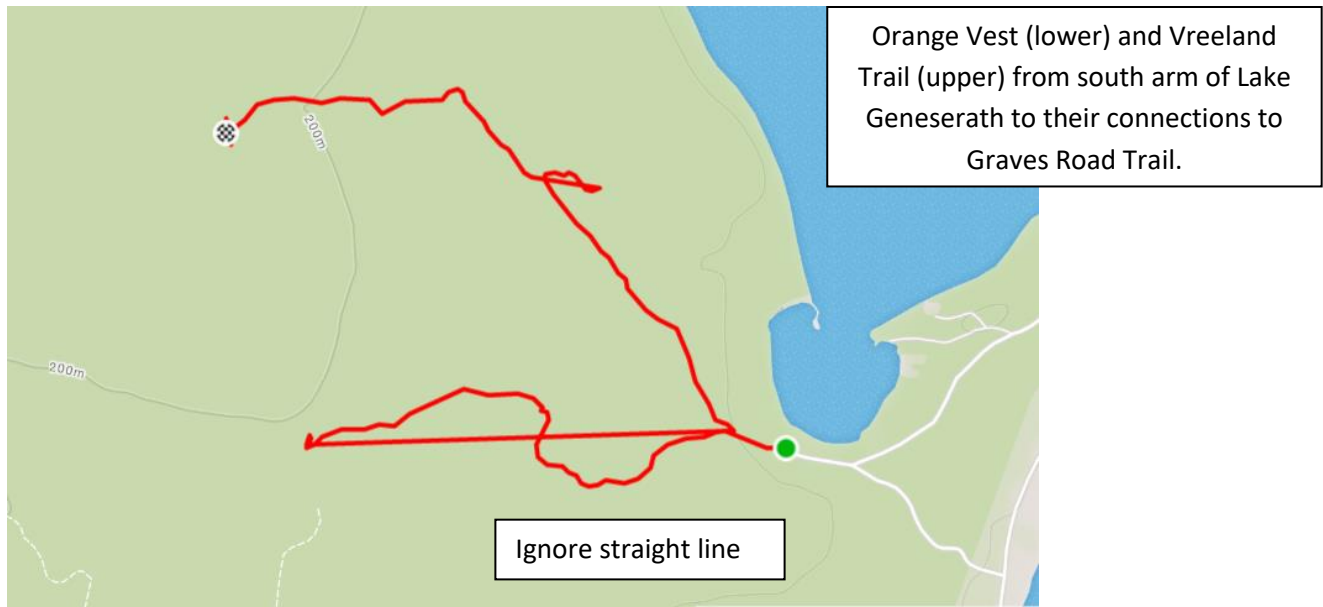 Orange Vest (lower) and Vreeland
Trail (upper) from south arm of Lake
Geneserath to their connections to
Graves Road Trail.
200m
200m
Ignore straight line